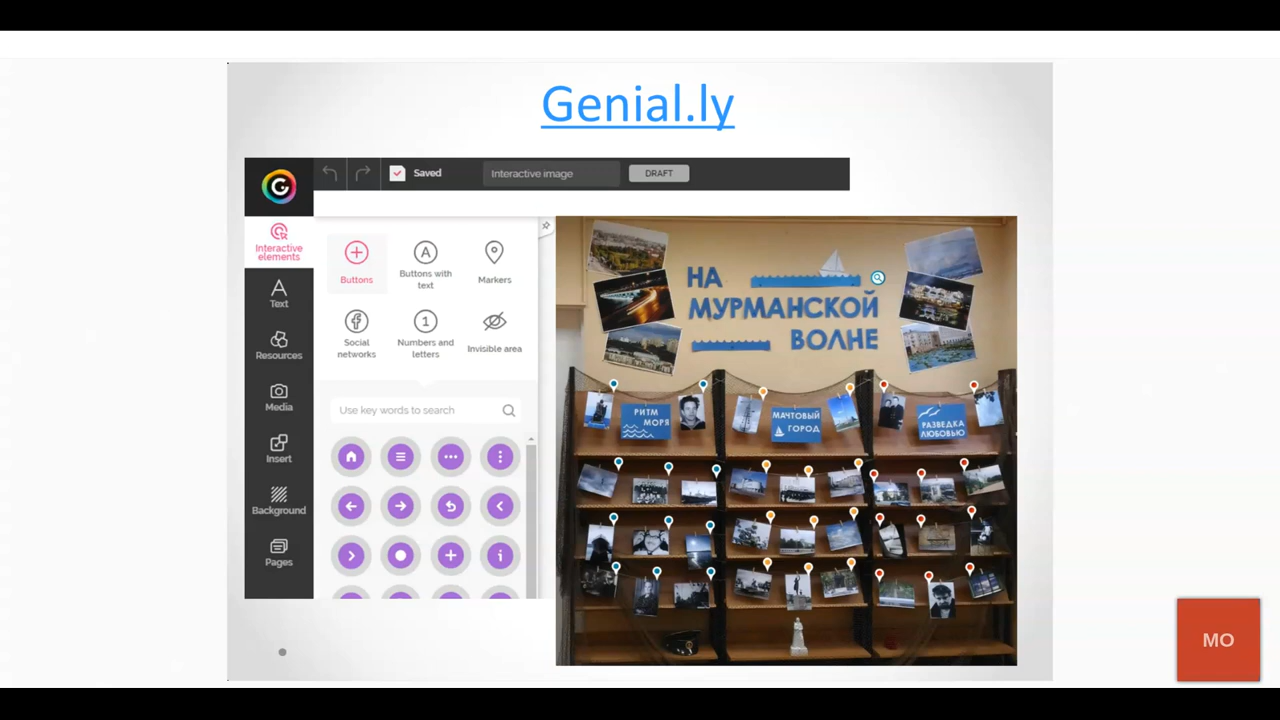 Genial.ly
Saved
Interactive image
DRAFT
Interactive
elements
Text
Resources
Media
Insert
Background
Pages
Buttons
Buttons with
text
Markers
Social
networks
Numbers and
letters
Invisible area
Use key words to search
НА
МУРМАНСКОЙ
ВОЛНЕ
РИТМ
МОРЯ
МАЧТОВЫЙ
ГОРОД
РАЗВЕДКА
ЛЮБОВЬЮ
MO